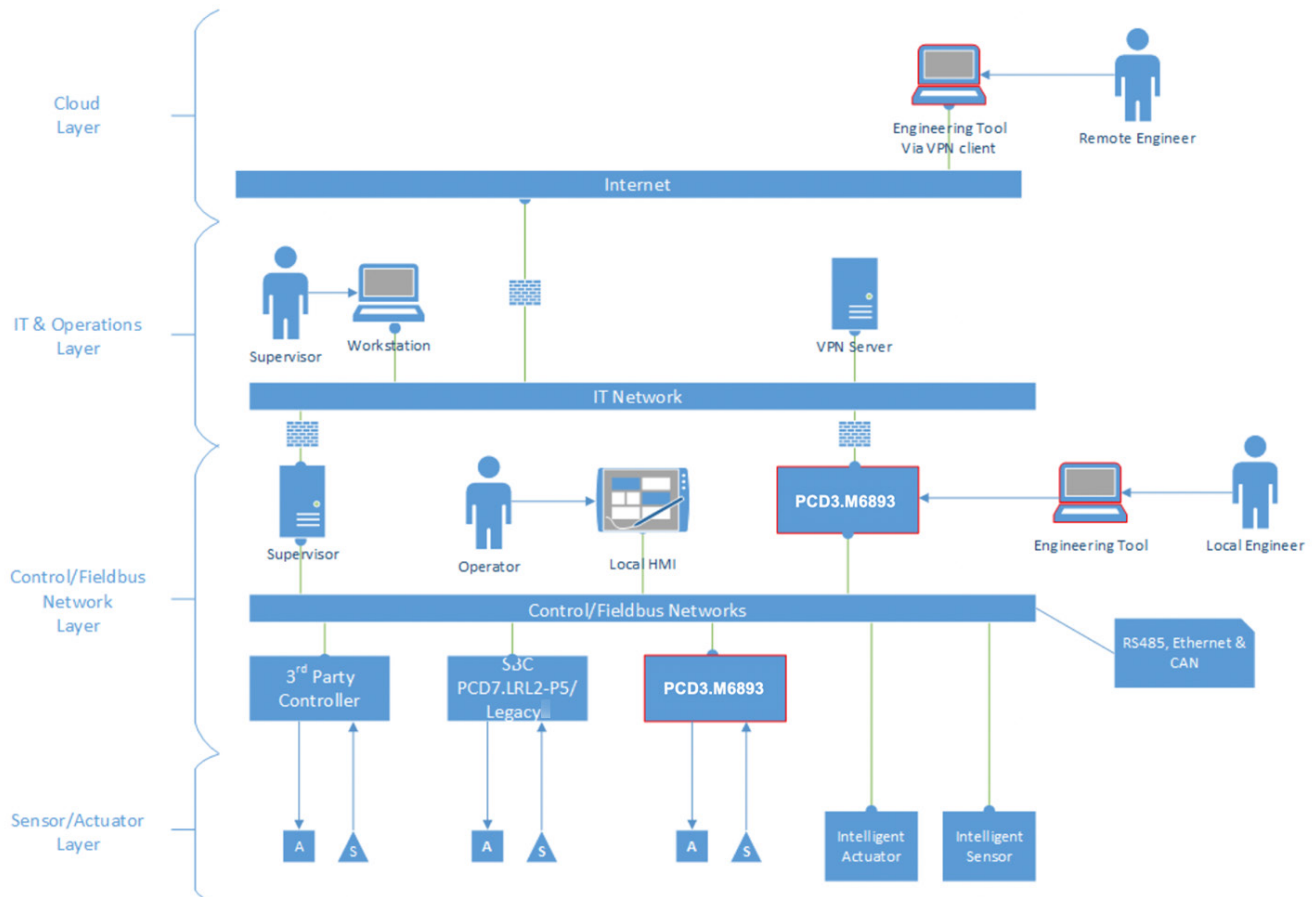 Cloud
Layer
Engineering Tool
Via VPN client
Remote Engineer
Internet
IT & Operations
Layer
Supervisor
Workstation
VPN Server
IT Network
Control/Fieldbus
Network
Layer
Supervisor
Operator
Local HMI
PCD3.M6893
Engineering Tool
Local Engineer
Control/Fieldbus Networks
RS485, Ethernet &
CAN
3rd Party
Controller
SBC
PCD7.LRL2-P5/
Legacy
PCD3.M6893
Sensor/Actuator
Layer
A
S
A
S
A
S
Intelligent
Actuator
Intelligent
Sensor